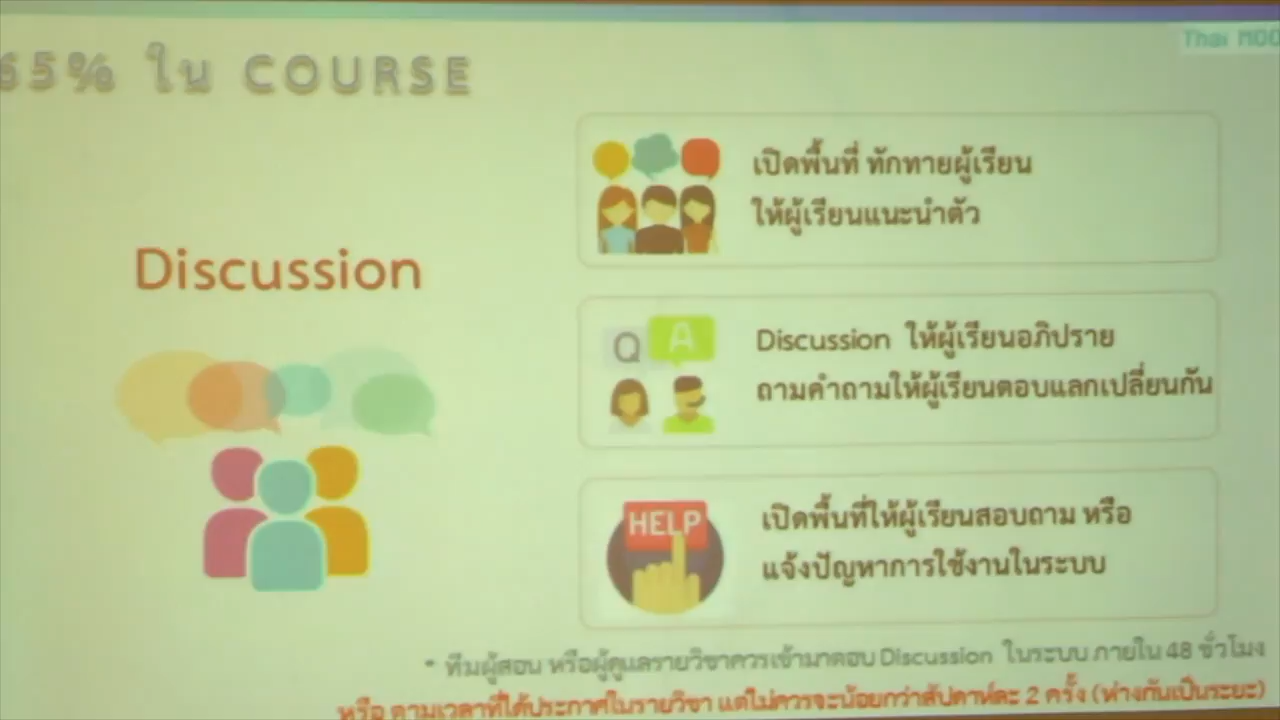 Thai MOO
65% ใน COURSE
เปิดพื้นที่ ทักทายผู้เรียน
ให้ผู้เรียนแนะนำตัว
Discussion
Q A
Discussion ให้ผู้เรียนอภิปราย
ถามคำถามให้ผู้เรียนตอบแลกเปลี่ยนกัน
HELP
เปิดพื้นที่ให้ผู้เรียนสอบถาม หรือ
แจ้งปัญหาการใช้งานในระบบ
* ทีมผู้สอน หรือผู้ดูแลรายวิชาควรเข้ามาตอบ Discussion ในระบบ ภายใน 48 ชั่วโมง
หรือ ตามเวลาที่ได้ประกาศในรายวิชา แต่ไม่ควรจะน้อยกว่าสัปดาห์ละ 2 ครั้ง (ห่างกันเป็นระยะ)